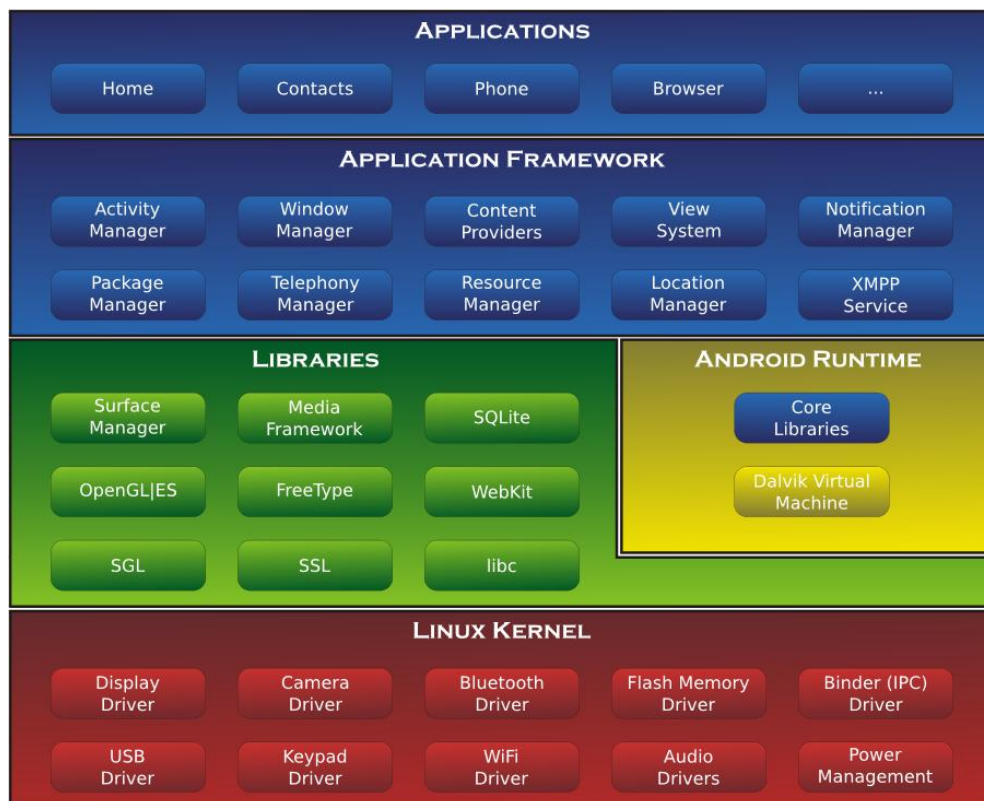 APPLICATIONS
Home
Contacts
Phone
Browser
...
APPLICATION FRAMEWORK
Activity
Manager
Window
Manager
Content
Providers
View
System
Notification
Manager
Package
Manager
Telephony
Manager
Resource
Manager
Location
Manager
XMPP
Service
LIBRARIES
Surface
Manager
Media
Framework
SQLite
OpenGL|ES
FreeType
WebKit
SGL
SSL
libc
ANDROID RUNTIME
Core
Libraries
Dalvik Virtual
Machine
LINUX KERNEL
Display
Driver
Camera
Driver
Bluetooth
Driver
Flash Memory
Driver
Binder (IPC)
Driver
USB
Driver
Keypad
Driver
WiFi
Driver
Audio
Drivers
Power
Management